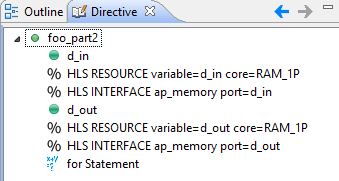 Outline Directive
foo_part2
d_in
% HLS RESOURCE variable=d_in core=RAM_1P
% HLS INTERFACE ap_memory port=d_in
d_out
% HLS RESOURCE variable=d_out core=RAM_1P
% HLS INTERFACE ap_memory port=d_out
for Statement